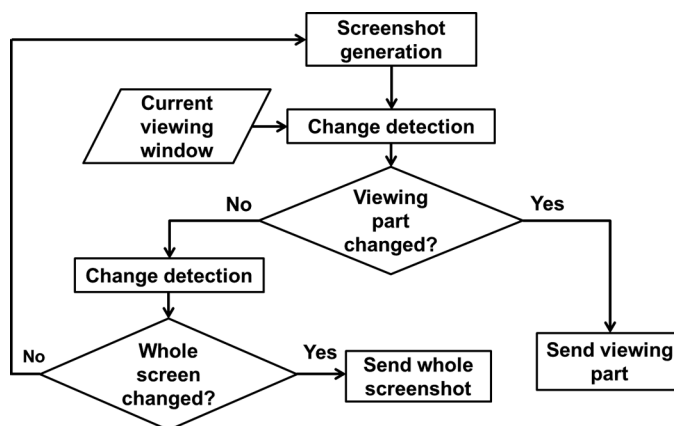 Screenshot
generation
Current
viewing
window
Change detection
Viewing
part
changed?
No
Yes
Change detection
Whole
screen
changed?
No
Yes
Send whole
screenshot
Send viewing
part